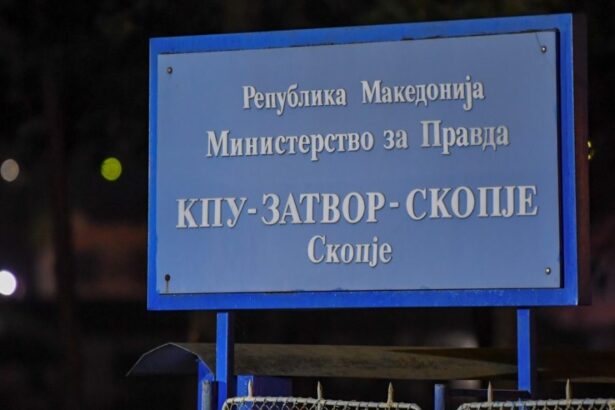 Република Македонија
Министерство за Правда
КПУ-ЗАТВОР-СКОПЈЕ
Скопје